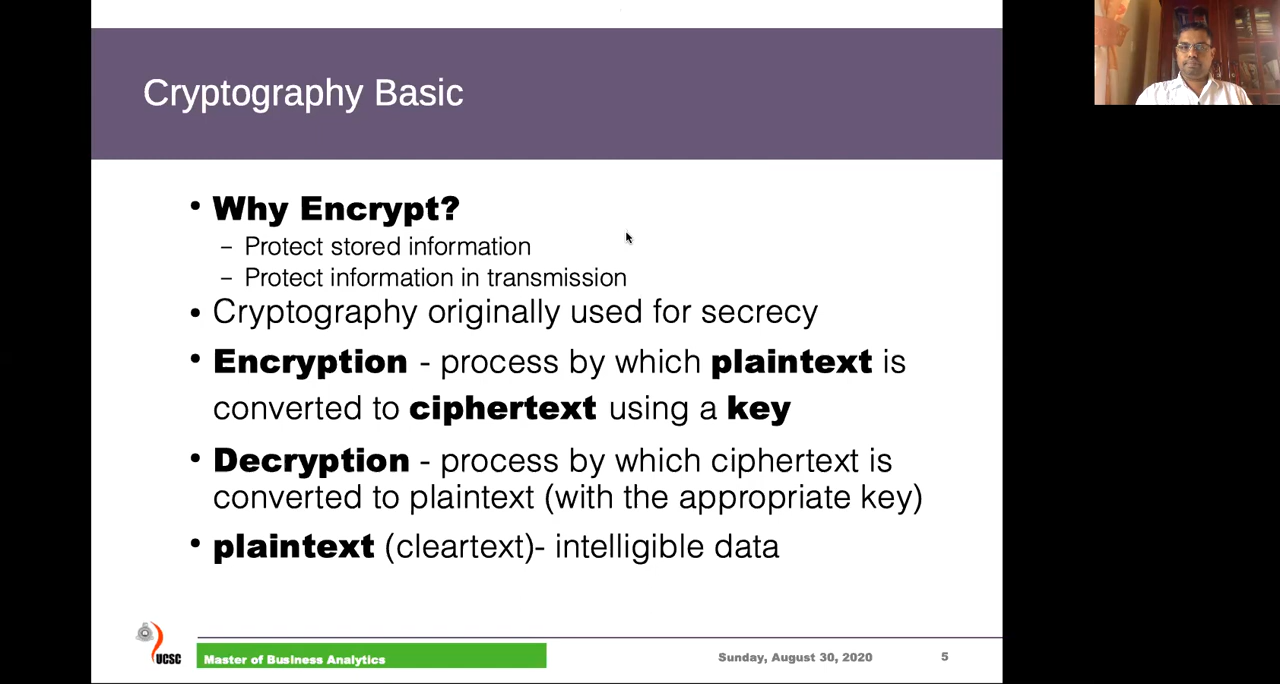 Cryptography Basic
• Why Encrypt?
– Protect stored information
– Protect information in transmission
• Cryptography originally used for secrecy
• Encryption - process by which plaintext is
converted to ciphertext using a key
• Decryption - process by which ciphertext is
converted to plaintext (with the appropriate key)
• plaintext (cleartext)- intelligible data
UCSC
Master of Business Analytics
Sunday, August 30, 2020
5